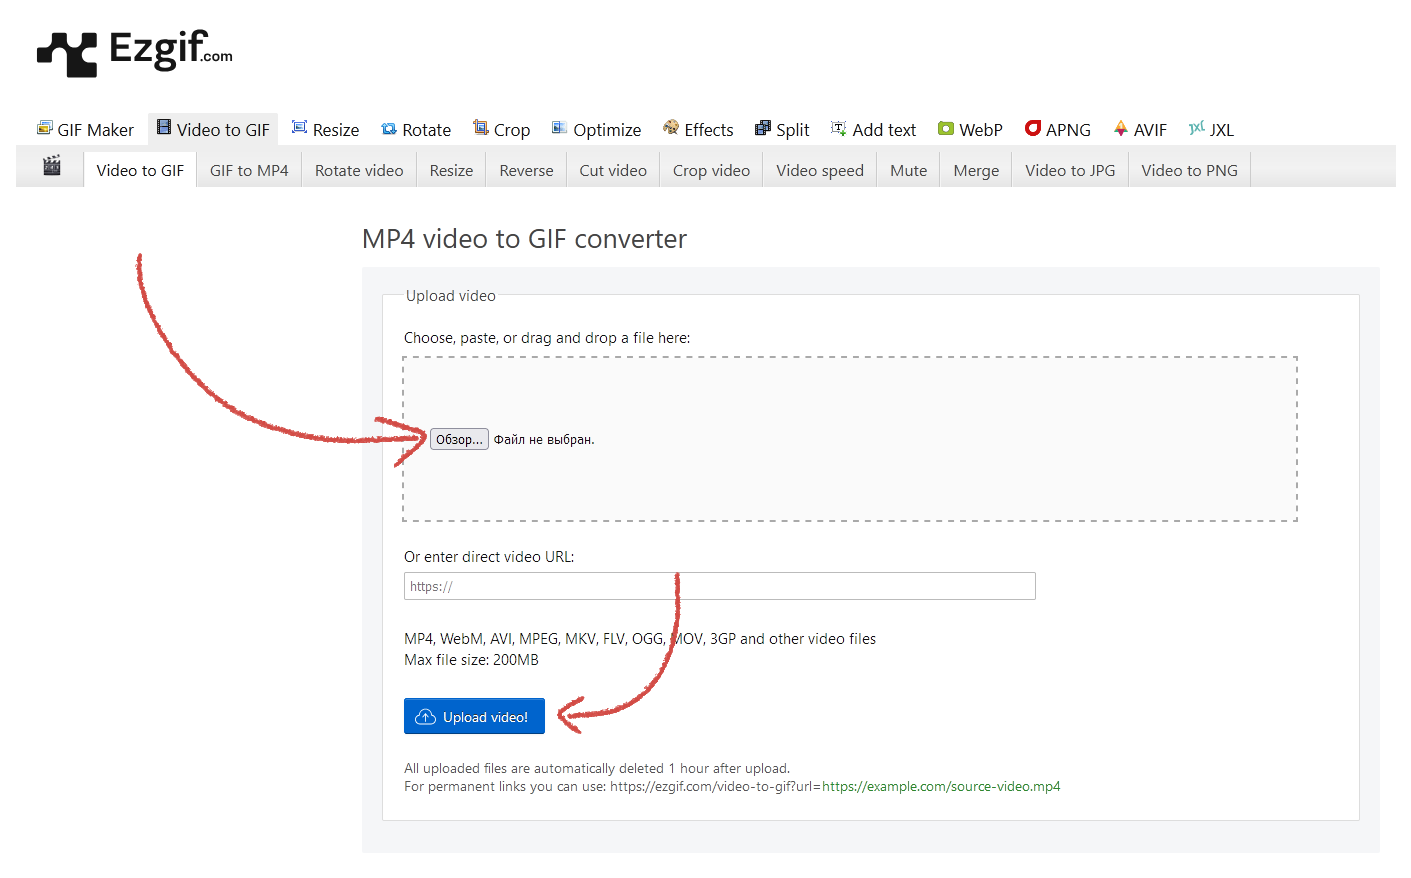 Ezgif.com
GIF Maker Video to GIF Resize Rotate Crop Optimize Effects Split Add text WebP APNG AVIF JXL
Video to GIF GIF to MP4 Rotate video Resize Reverse Cut video Crop video Video speed Mute Merge Video to JPG Video to PNG
MP4 video to GIF converter
Upload video
Choose, paste, or drag and drop a file here:
Обзор... Файл не выбран.
Or enter direct video URL:
https://
MP4, WebM, AVI, MPEG, MKV, FLV, OGG, MOV, 3GP and other video files
Max file size: 200MB
Upload video!
All uploaded files are automatically deleted 1 hour after upload.
For permanent links you can use: https://ezgif.com/video-to-gif?url=https://example.com/source-video.mp4